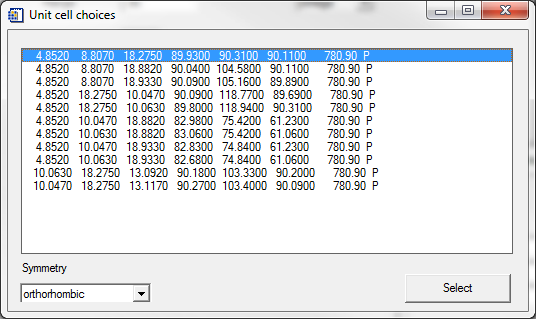 Unit cell choices
4.8520 8.8070 18.2750 89.9300 90.3100 90.1100 780.90 P
4.8520 8.8070 18.8820 90.0400 104.5800 90.1100 780.90 P
4.8520 8.8070 18.9330 90.0900 105.1600 89.8900 780.90 P
4.8520 18.2750 10.0470 90.0900 118.7700 89.6900 780.90 P
4.8520 18.2750 10.0630 89.8000 118.9400 90.3100 780.90 P
4.8520 10.0470 18.8820 82.9800 75.4200 61.2300 780.90 P
4.8520 10.0630 18.8820 83.0600 75.4200 61.0600 780.90 P
4.8520 10.0470 18.9330 82.8300 74.8400 61.2300 780.90 P
4.8520 10.0630 18.9330 82.6800 74.8400 61.0600 780.90 P
10.0630 18.2750 13.0920 90.1800 103.3300 90.2000 780.90 P
10.0470 18.2750 13.1170 90.2700 103.4000 90.0900 780.90 P
Symmetry
orthorhombic
Select